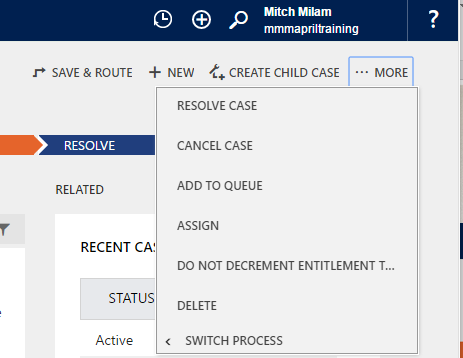 Mitch Milam
mmmapriltraining
?
SAVE & ROUTE
NEW
CREATE CHILD CASE
··· MORE
RESOLVE CASE
CANCEL CASE
ADD TO QUEUE
ASSIGN
DO NOT DECREMENT ENTITLEMENT T...
DELETE
SWITCH PROCESS
RESOLVE
RELATED
RECENT CA
STATUS
Active